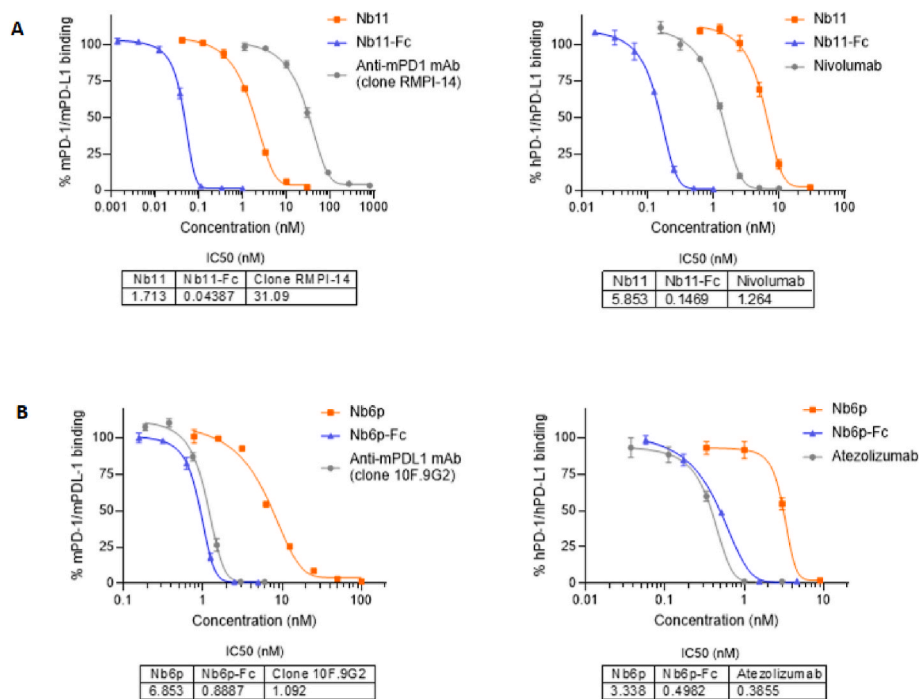 A
% mPD-1/mPD-L1 binding
100
75
50
25
0
0.001
0.01
0.1
1
10
100
1000
Concentration (nM)
Nb11
Nb11-Fc
Anti-mPD1 mAb
(clone RMPI-14)
IC50 (nM)
Nb11 Nb11-Fc Clone RMPI-14
1.713 0.04387 31.09
% hPD-1/hPD-L1 binding
100
75
50
25
0
0.01
0.1
1
10
100
Concentration (nM)
Nb11
Nb11-Fc
Nivolumab
IC50 (nM)
Nb11 Nb11-Fc Nivolumab
5.853 0.1469 1.264
B
% mPD-1/mPDL-1 binding
100
75
50
25
0
0.1
1
10
100
Concentration (nM)
Nb6p
Nb6p-Fc
Anti-mPDL1 mAb
(clone 10F.9G2)
IC50 (nM)
Nb6p Nb6p-Fc Clone 10F.9G2
6.853 0.8887 1.092
% hPD-1/hPD-L1 binding
100
75
50
25
0
0.01
0.1
1
10
Concentration (nM)
Nb6p
Nb6p-Fc
Atezolizumab
IC50 (nM)
Nb6p Nb6p-Fc Atezolizumab
3.338 0.4982 0.3855